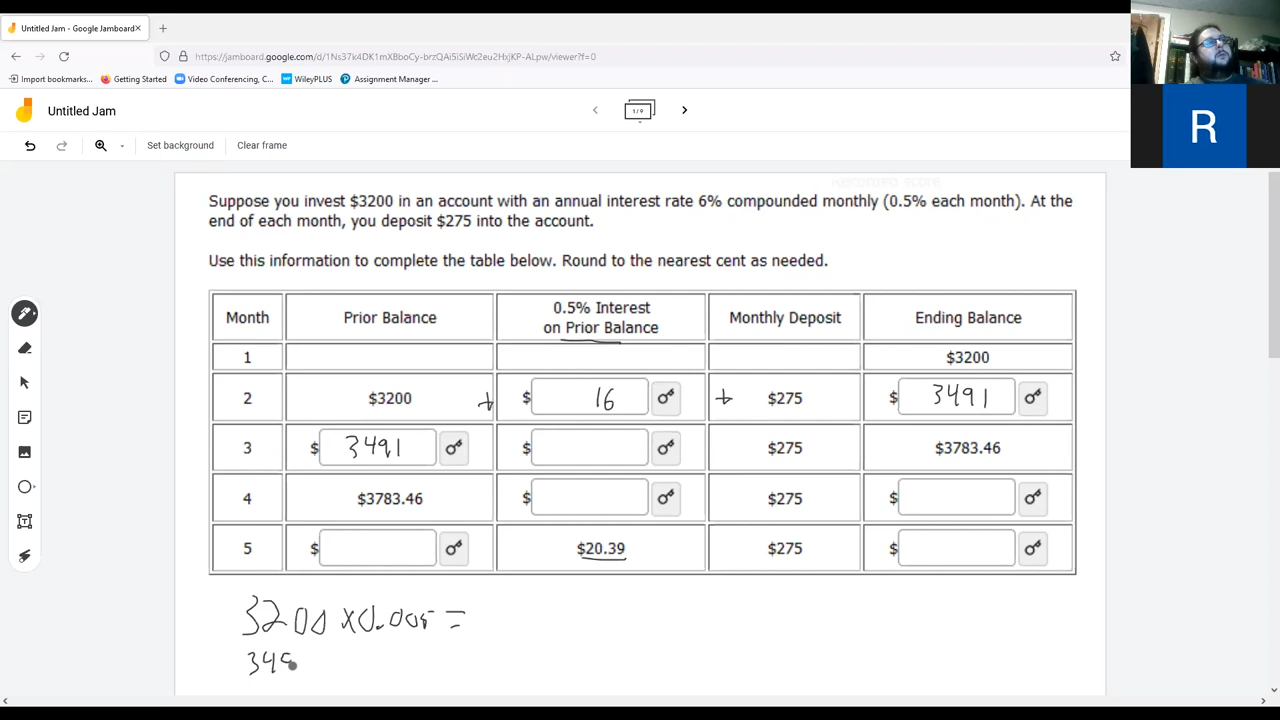 Untitled Jam - Google Jamboard
https://jamboard.google.com/d/1Ns37k4DK1mXBboCy-brzQAi5iSiWc2eu2HxjKP-ALpw/viewer?f=0
Import bookmarks... Getting Started Video Conferencing, C... WileyPLUS Assignment Manager ...
R
Untitled Jam
1/9
Set background Clear frame
Suppose you invest $3200 in an account with an annual interest rate 6% compounded monthly (0.5% each month). At the
end of each month, you deposit $275 into the account.
Use this information to complete the table below. Round to the nearest cent as needed.
Month Prior Balance 0.5% Interest on Prior Balance Monthly Deposit Ending Balance
1 $3200
2 $3200 + $ 16 + $275 $ 3491
3 $ 3491 $ $275 $3783.46
4 $3783.46 $ $275 $
5 $ $20.39 $275 $
3200 x0.005 =
349